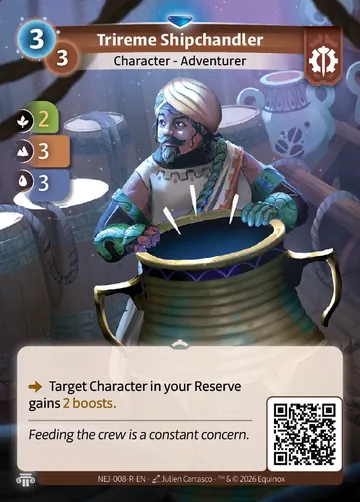 3
3
Trireme Shipchandler
Character - Adventurer
2
3
3
Target Character in your Reserve
gains 2 boosts.
Feeding the crew is a constant concern.
NEJ-008-R-EN - Julien Carrasco - ™ & © 2026 Equinox